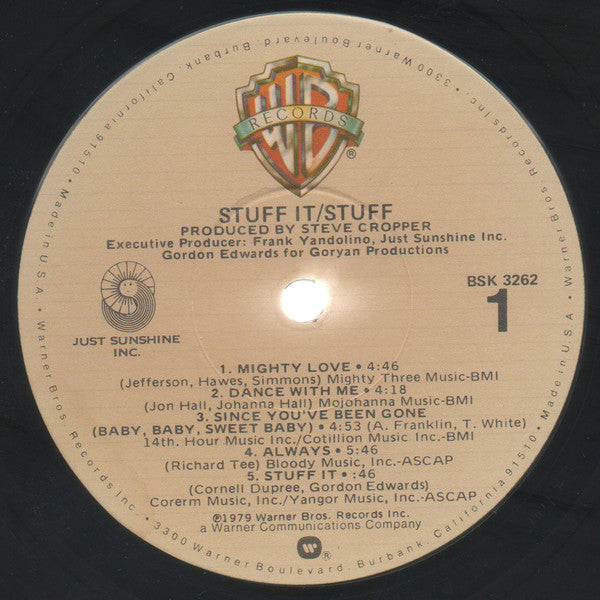 3300 Warner Boulevard. Burbank, California 91510 • Made in U.S.A. • Warner Bros. Records Inc. • 3300 Warner Boulevard. Burbank, California 91510 • Made in U.S.A. • Warner Bros Records Inc. •
WB
RECORDS
®
STUFF IT/STUFF
PRODUCED BY STEVE CROPPER
Executive Producer: Frank Yandolino, Just Sunshine Inc.
Gordon Edwards for Goryan Productions
JUST SUNSHINE
INC.
BSK 3262
1
1. MIGHTY LOVE • 4:46
(Jefferson, Hawes, Simmons) Mighty Three Music-BMI
2. DANCE WITH ME • 4:18
(Jon Hall, Johanna Hall) Mojohanna Music-BMI
3. SINCE YOU'VE BEEN GONE
(BABY, BABY, SWEET BABY) • 4:53 (A. Franklin, T. White)
14th. Hour Music Inc./Cotillion Music Inc.-BMI
4. ALWAYS • 5:46
(Richard Tee) Bloody Music, Inc.-ASCAP
5. STUFF IT • :46
(Cornell Dupree, Gordon Edwards)
Corerm Music, Inc./Yangor Music, Inc.-ASCAP
℗1979 Warner Bros. Records Inc.
a Warner Communications Company
®